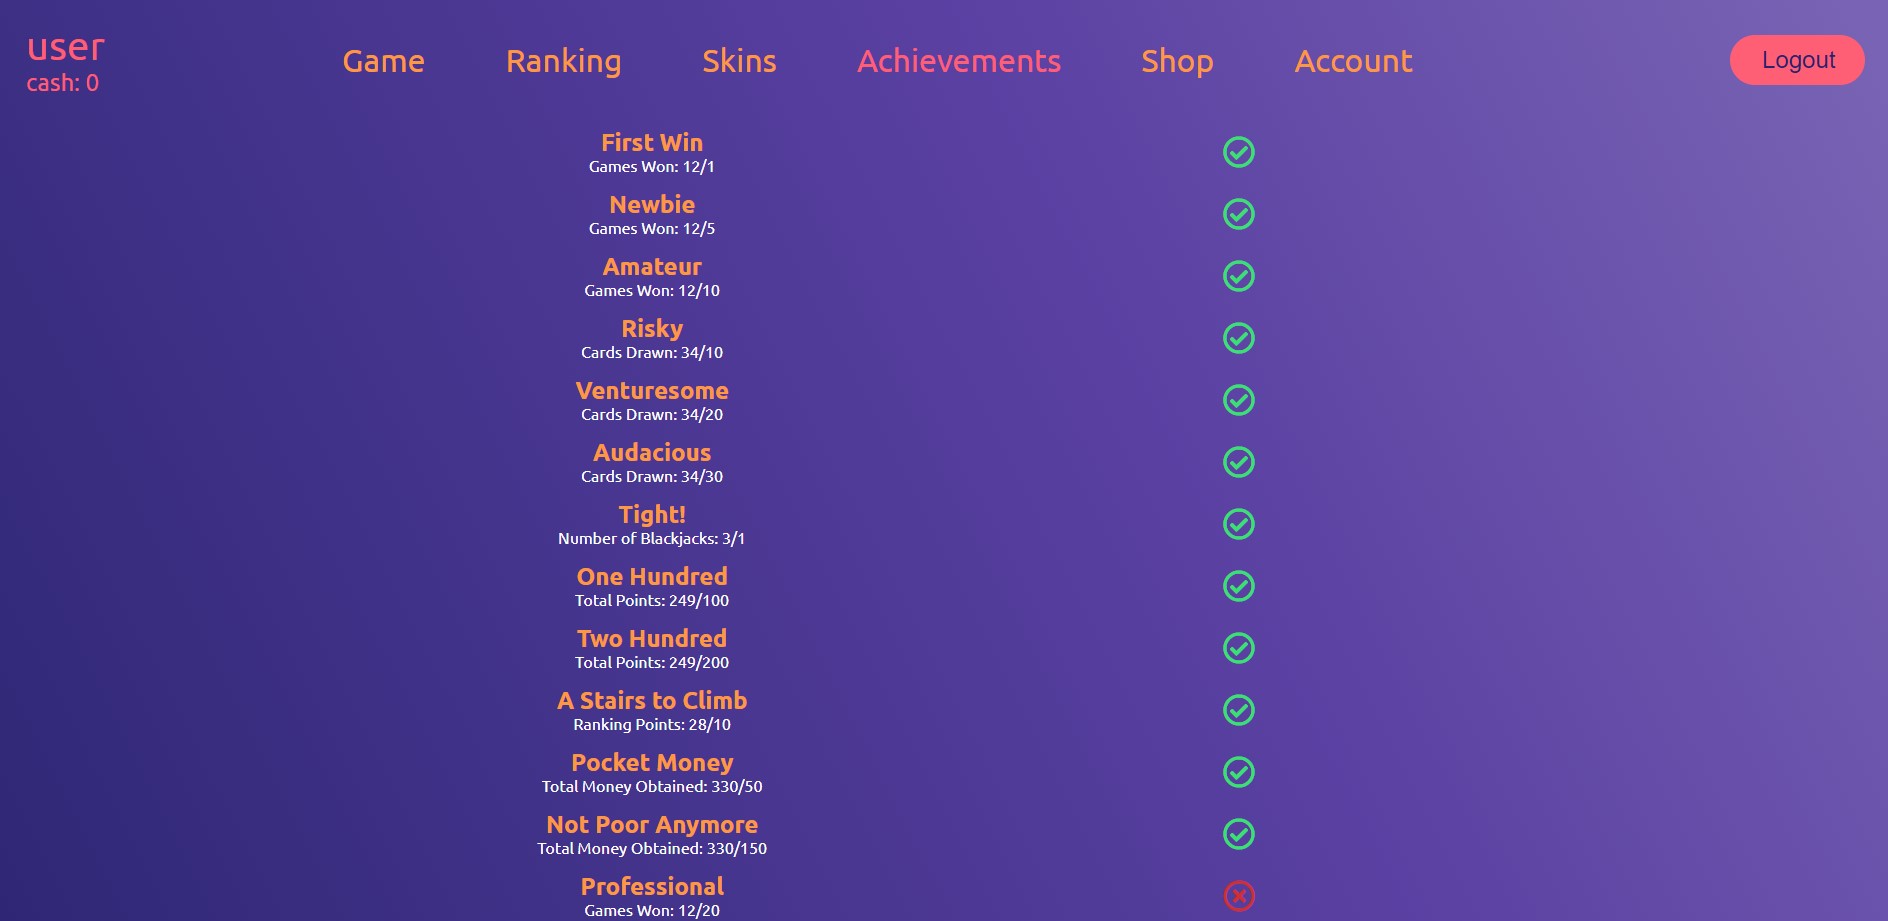 user
cash: 0
Game Ranking Skins Achievements Shop Account
Logout
First Win
Games Won: 12/1
Newbie
Games Won: 12/5
Amateur
Games Won: 12/10
Risky
Cards Drawn: 34/10
Venturesome
Cards Drawn: 34/20
Audacious
Cards Drawn: 34/30
Tight!
Number of Blackjacks: 3/1
One Hundred
Total Points: 249/100
Two Hundred
Total Points: 249/200
A Stairs to Climb
Ranking Points: 28/10
Pocket Money
Total Money Obtained: 330/50
Not Poor Anymore
Total Money Obtained: 330/150
Professional
Games Won: 12/20